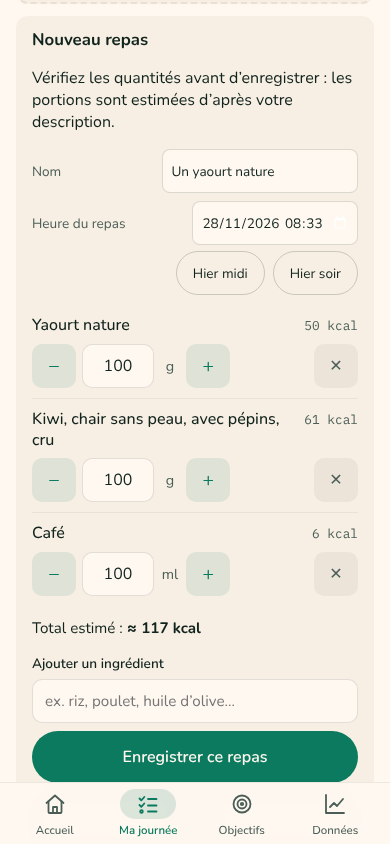 Nouveau repas
Vérifiez les quantités avant d'enregistrer : les
portions sont estimées d'après votre
description.
Nom
Un yaourt nature
Heure du repas
28/11/2026 08:33
Hier midi
Hier soir
Yaourt nature
50 kcal
−
100
g
+
×
Kiwi, chair sans peau, avec pépins,
cru
61 kcal
−
100
g
+
×
Café
6 kcal
−
100
ml
+
×
Total estimé : ≈ 117 kcal
Ajouter un ingrédient
ex. riz, poulet, huile d'olive…
Enregistrer ce repas
Accueil
Ma journée
Objectifs
Données